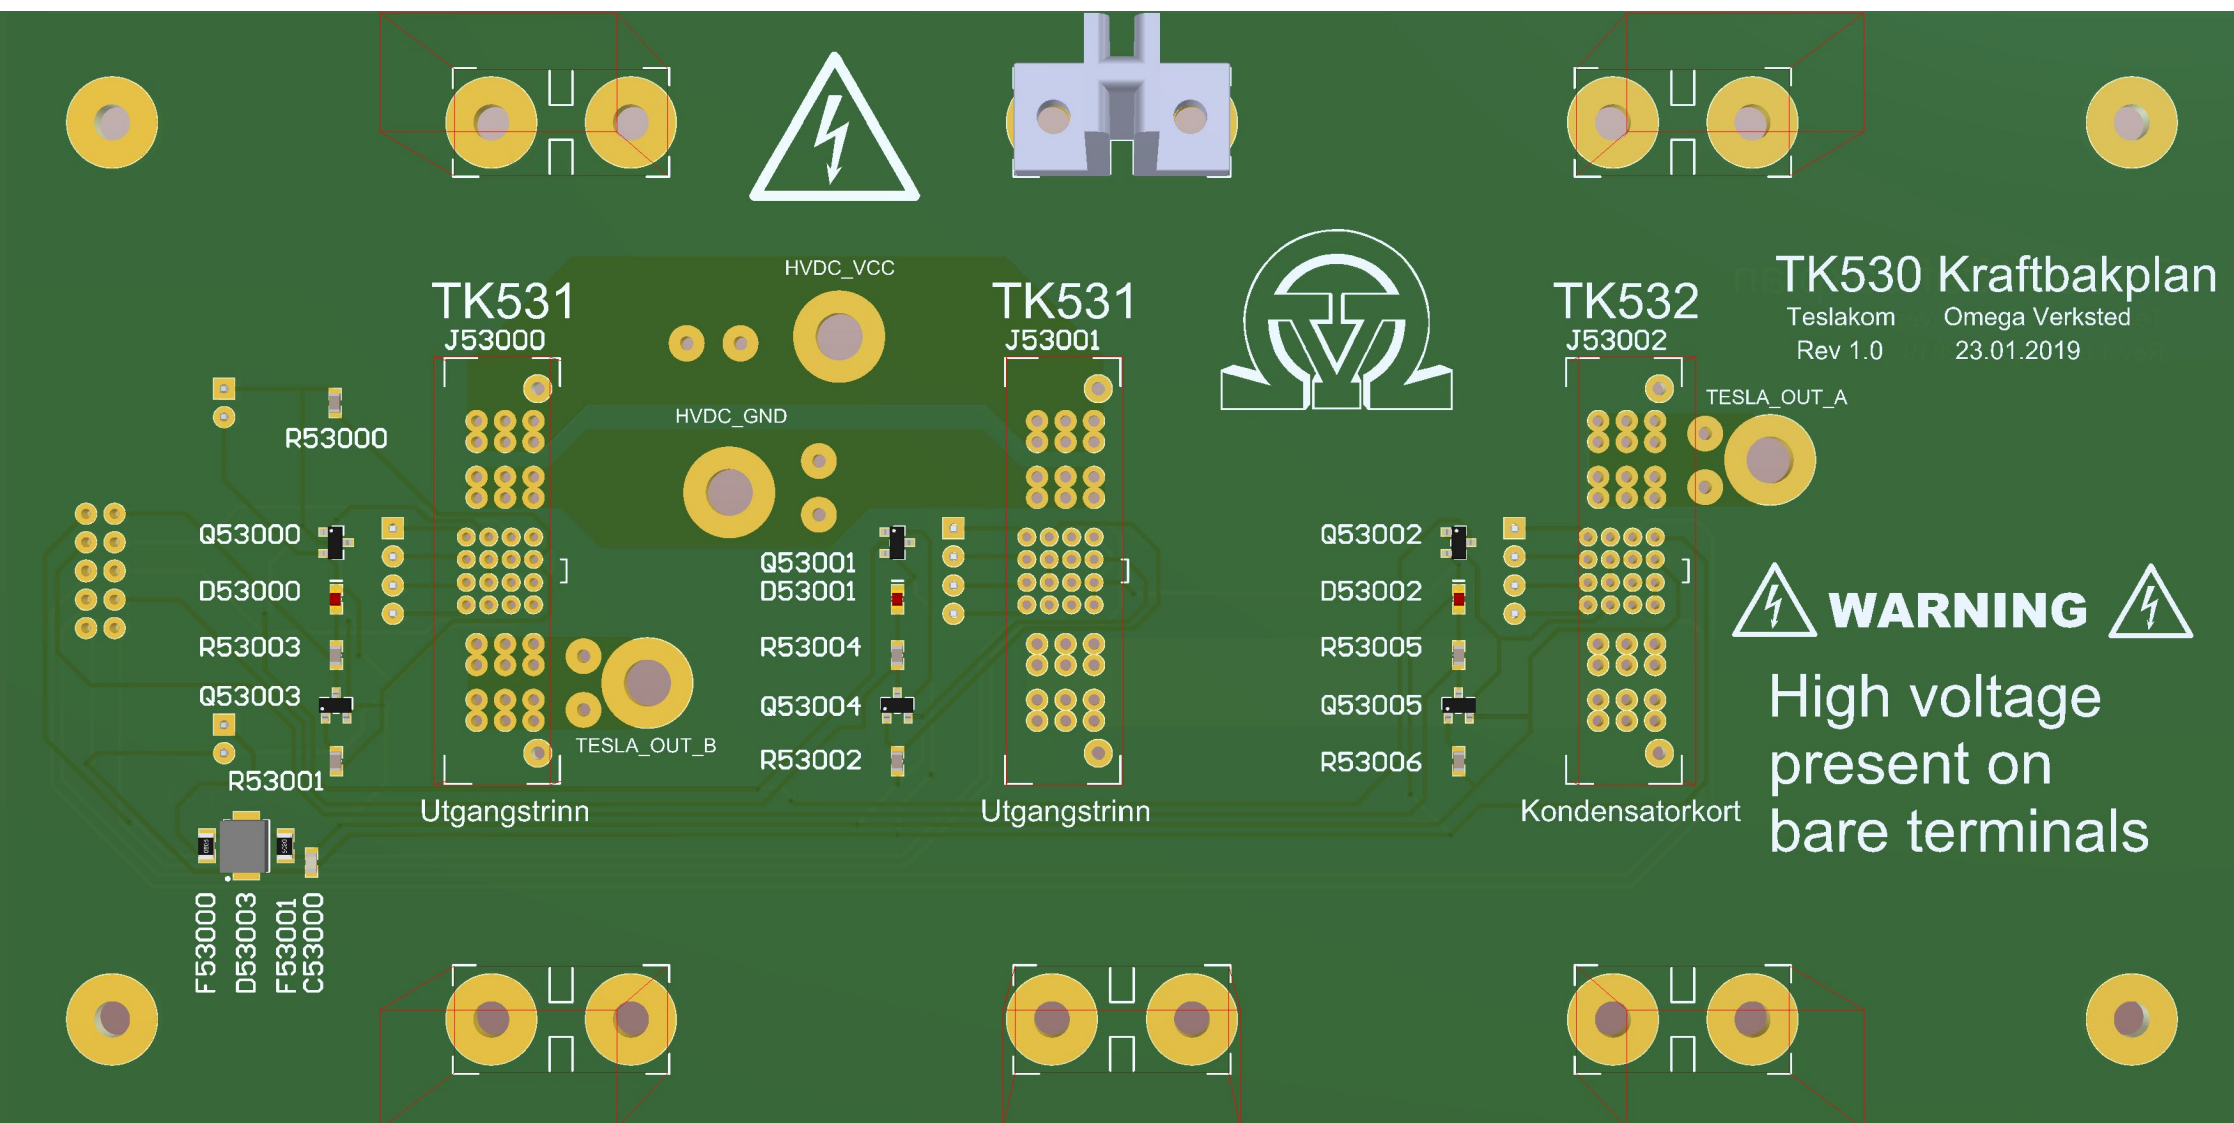 HVDC_VCC
TK530 Kraftbakplan
Teslakom Omega Verksted
Rev 1.0 23.01.2019
TK531
J53000
TK531
J53001
TK532
J53002
HVDC_GND
TESLA_OUT_A
R53000
Q53000
D53000
R53003
Q53003
R53001
Q53001
D53001
R53004
Q53004
R53002
Q53002
D53002
R53005
Q53005
R53006
TESLA_OUT_B
WARNING
High voltage
present on
bare terminals
Utgangstrinn
Utgangstrinn
Kondensatorkort
F53000
D53003
F53001
C53000